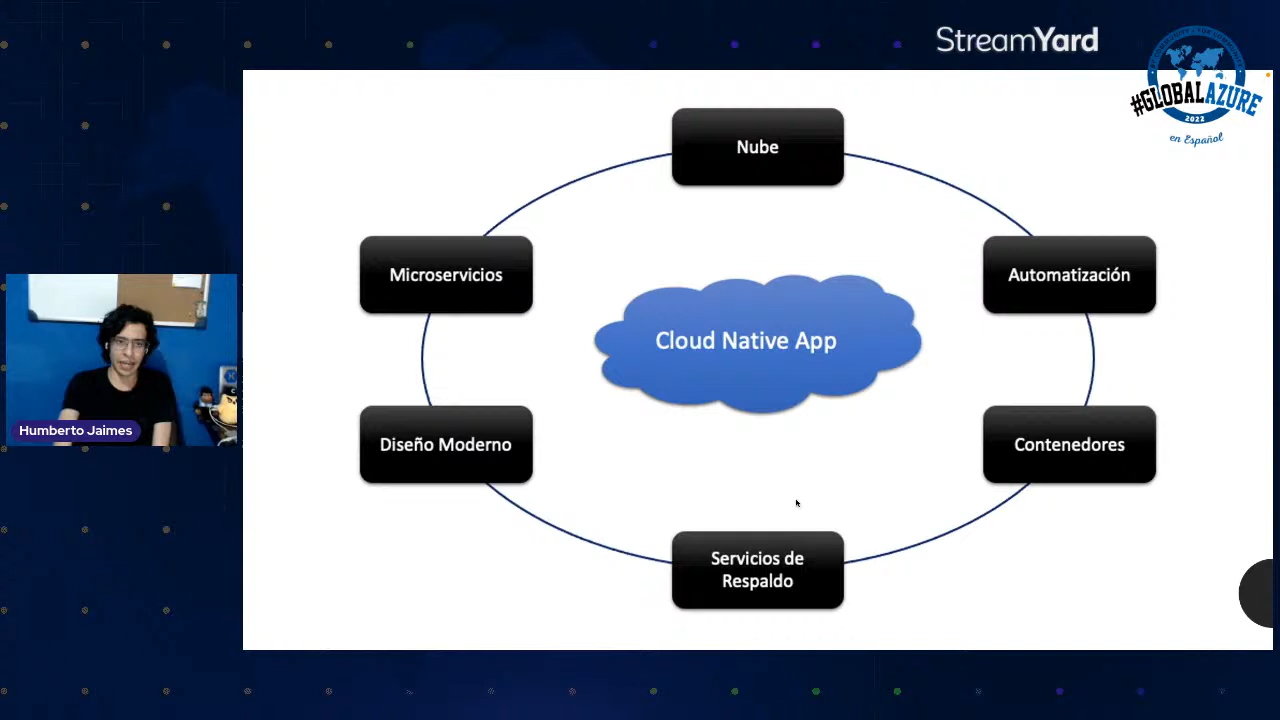 StreamYard
#GLOBALAZURE
2022
en Español
Nube
Microservicios
Automatización
Cloud Native App
Diseño Moderno
Contenedores
Servicios de
Respaldo
Humberto Jaimes